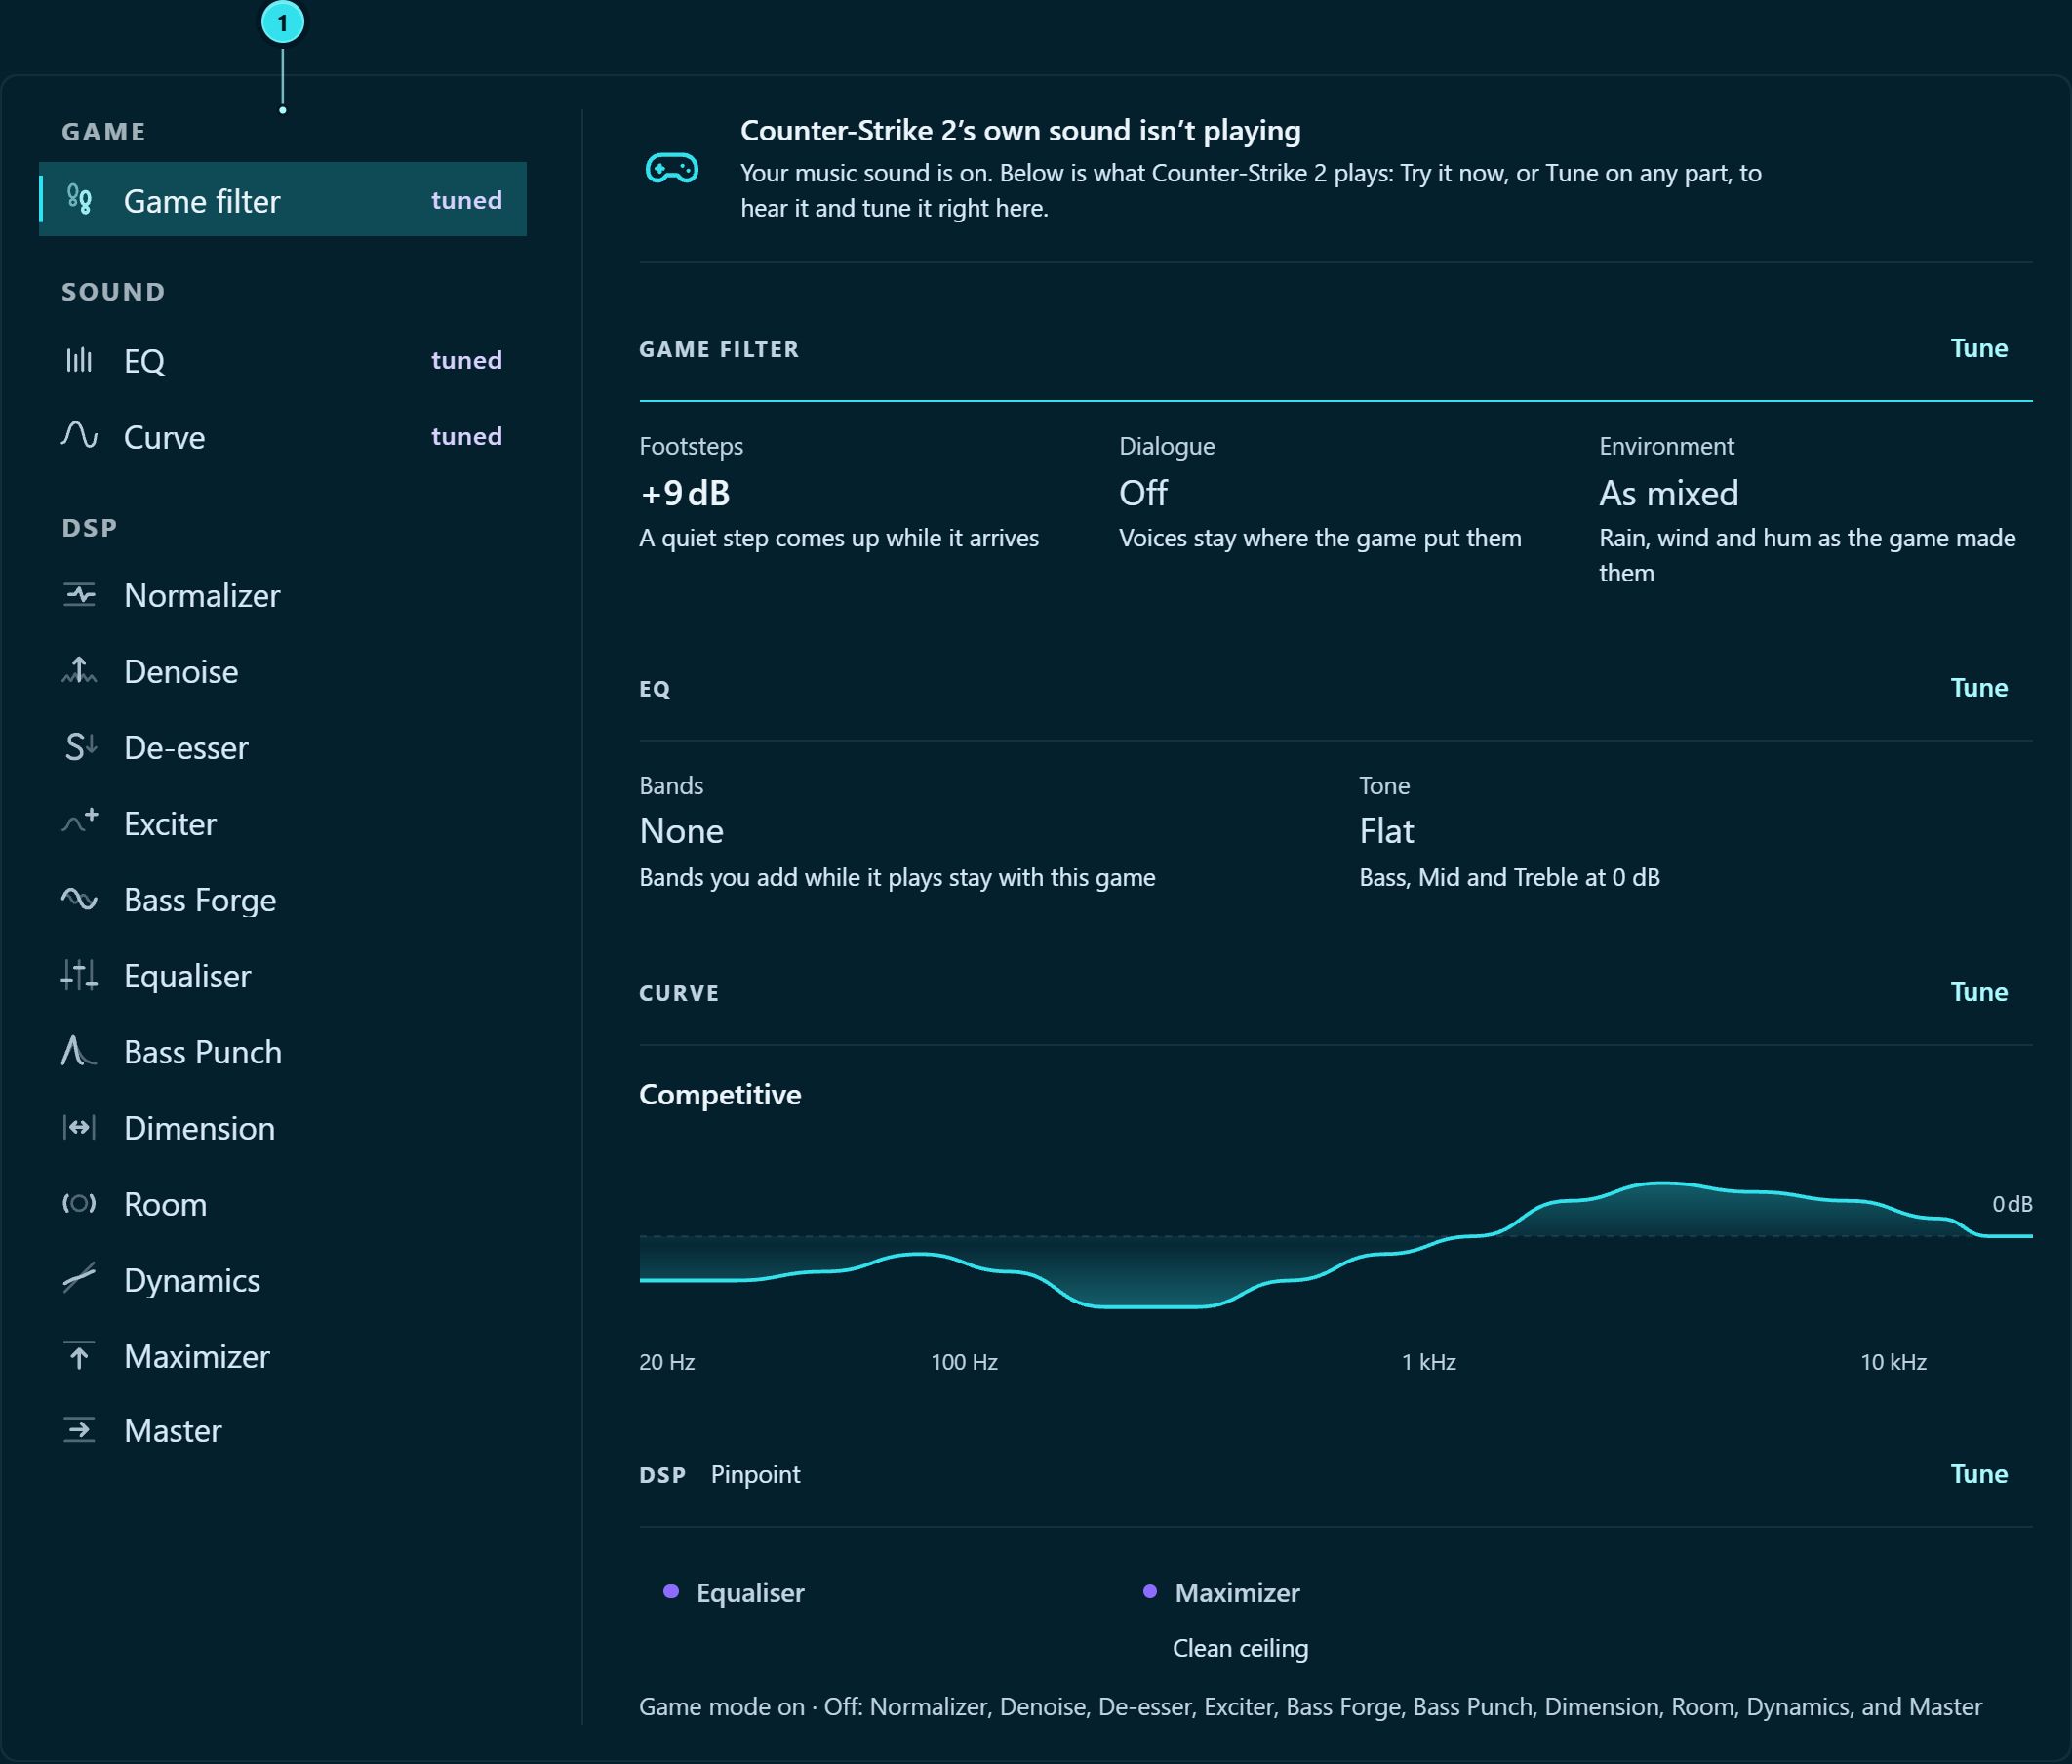 1
GAME
Game filter tuned
SOUND
EQ tuned
Curve tuned
DSP
Normalizer
Denoise
De-esser
Exciter
Bass Forge
Equaliser
Bass Punch
Dimension
Room
Dynamics
Maximizer
Master
Counter-Strike 2’s own sound isn’t playing
Your music sound is on. Below is what Counter-Strike 2 plays: Try it now, or Tune on any part, to
hear it and tune it right here.
GAME FILTER Tune
Footsteps
+9 dB
A quiet step comes up while it arrives
Dialogue
Off
Voices stay where the game put them
Environment
As mixed
Rain, wind and hum as the game made
them
EQ Tune
Bands
None
Bands you add while it plays stay with this game
Tone
Flat
Bass, Mid and Treble at 0 dB
CURVE Tune
Competitive
0 dB
20 Hz 100 Hz 1 kHz 10 kHz
DSP Pinpoint Tune
Equaliser
Maximizer
Clean ceiling
Game mode on · Off: Normalizer, Denoise, De-esser, Exciter, Bass Forge, Bass Punch, Dimension, Room, Dynamics, and Master